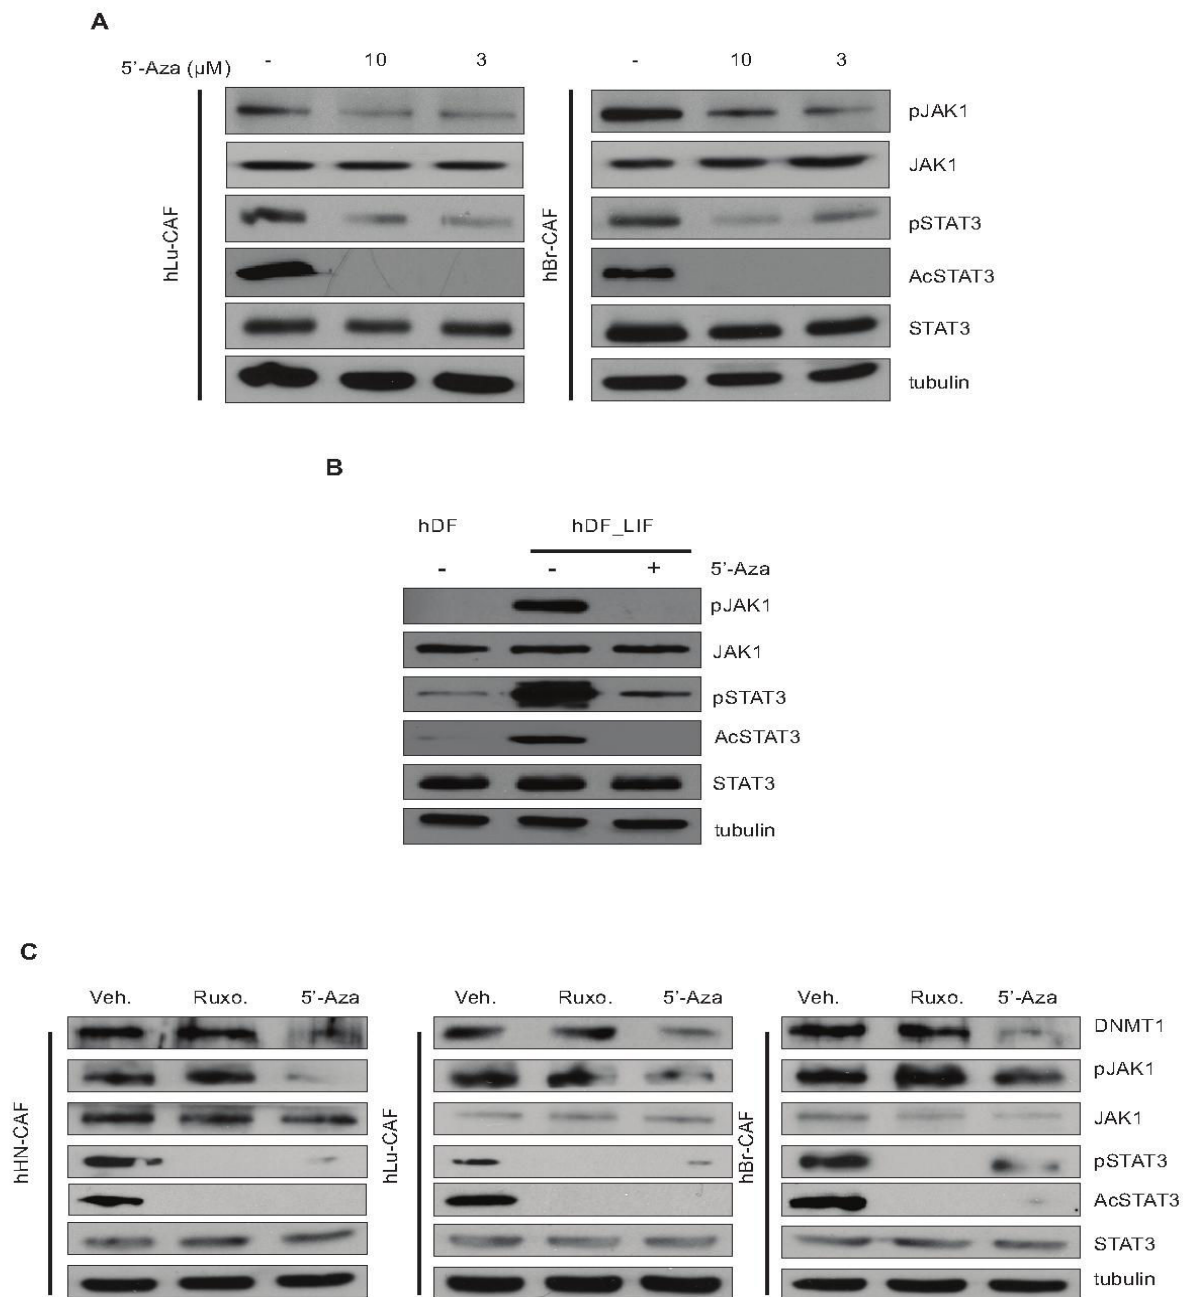 A
5'-Aza (µM) - 10 3 - 10 3
hLu-CAF
hBr-CAF
pJAK1
JAK1
pSTAT3
AcSTAT3
STAT3
tubulin
B
hDF hDF_LIF
- - + 5'-Aza
pJAK1
JAK1
pSTAT3
AcSTAT3
STAT3
tubulin
C
Veh. Ruxo. 5'-Aza Veh. Ruxo. 5'-Aza Veh. Ruxo. 5'-Aza
hHN-CAF
hLu-CAF
hBr-CAF
DNMT1
pJAK1
JAK1
pSTAT3
AcSTAT3
STAT3
tubulin